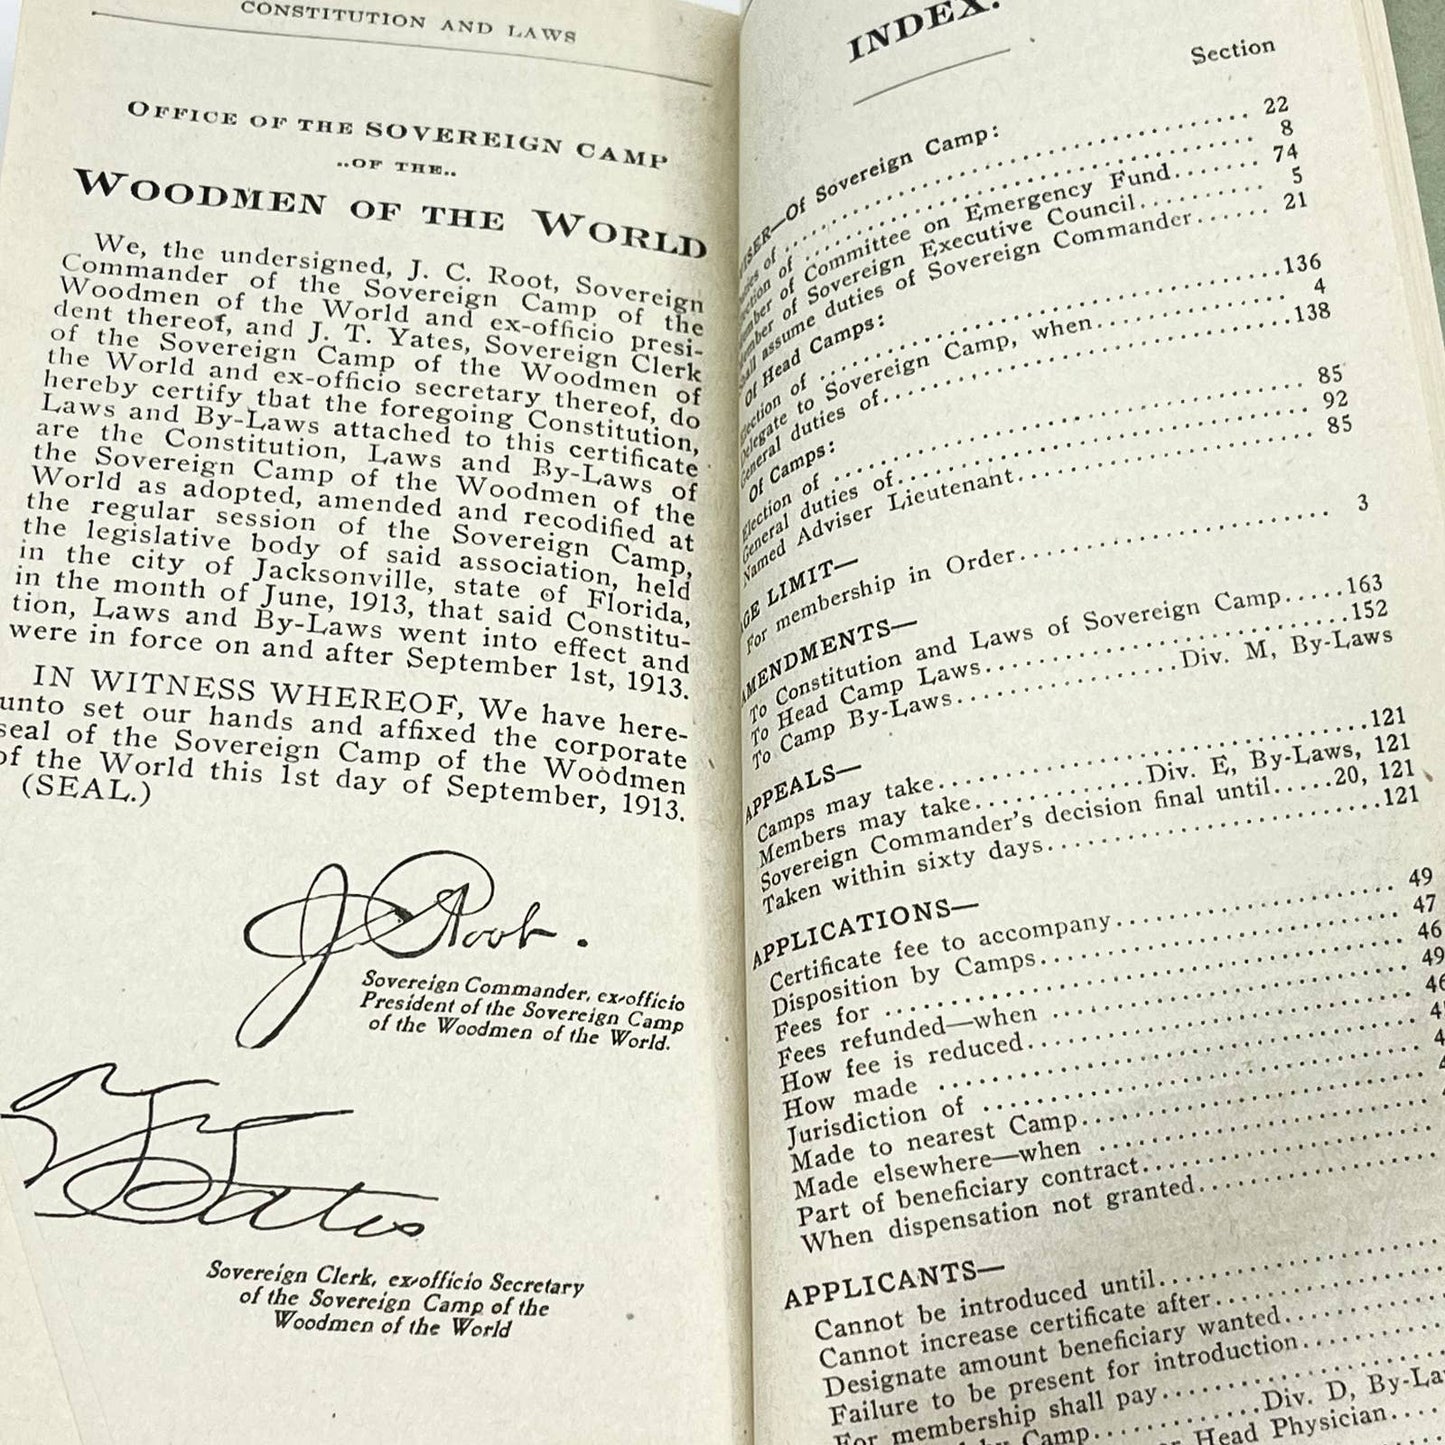 CONSTITUTION AND LAWS
OFFICE OF THE SOVEREIGN CAMP
..OF THE..
WOODMEN OF THE WORLD
We, the undersigned, J. C. Root, Sovereign
Commander of the Sovereign Camp of the
Woodmen of the World and ex-officio presi-
dent thereof, and J. T. Yates, Sovereign Clerk
of the Sovereign Camp of the Woodmen of
the World and ex-officio secretary thereof, do
hereby certify that the foregoing Constitution,
Laws and By-Laws attached to this certificate
are the Constitution, Laws and By-Laws of
the Sovereign Camp of the Woodmen of the
World as adopted, amended and recodified at
the regular session of the Sovereign Camp,
the legislative body of said association, held
in the city of Jacksonville, state of Florida,
in the month of June, 1913, that said Constitu-
tion, Laws and By-Laws went into effect and
were in force on and after September 1st, 1913.
IN WITNESS WHEREOF, We have here-
unto set our hands and affixed the corporate
seal of the Sovereign Camp of the Woodmen
of the World this 1st day of September, 1913.
(SEAL.)
J C Root.
Sovereign Commander, ex-officio
President of the Sovereign Camp
of the Woodmen of the World.
J T Yates
Sovereign Clerk, ex-officio Secretary
of the Sovereign Camp of the
Woodmen of the World
INDEX.
Section
—Of Sovereign Camp:
of ..... 22
of ..... 8
of Committee on Emergency Fund....... 74
of Sovereign Executive Council.......... 5
Shall assume duties of Sovereign Commander...... 21
Of Head Camps:
Election of .....136
Delegate to Sovereign Camp, when..... 4
General duties of.....138
Of Camps:
Election of ..... 85
General duties of..... 92
Named Adviser Lieutenant..... 85
AGE LIMIT—
For membership in Order..... 3
AMENDMENTS—
To Constitution and Laws of Sovereign Camp.....163
To Head Camp Laws.....152
To Camp By-Laws.....Div. M, By-Laws
APPEALS—
Camps may take.....121
Members may take.....Div. E, By-Laws, 121
Sovereign Commander's decision final until.....20, 121
Taken within sixty days.....121
APPLICATIONS—
Certificate fee to accompany..... 49
Disposition by Camps..... 47
Fees for ..... 46
Fees refunded—when ..... 49
How fee is reduced..... 46
How made .....
Jurisdiction of .....
Made to nearest Camp.....
Made elsewhere—when .....
Part of beneficiary contract.....
When dispensation not granted.....
APPLICANTS—
Cannot be introduced until.....
Cannot increase certificate after.....
Designate amount beneficiary wanted.....
Failure to be present for introduction.....
For membership shall pay.....
by Camp.....Div. D, By-La
Head Physician....